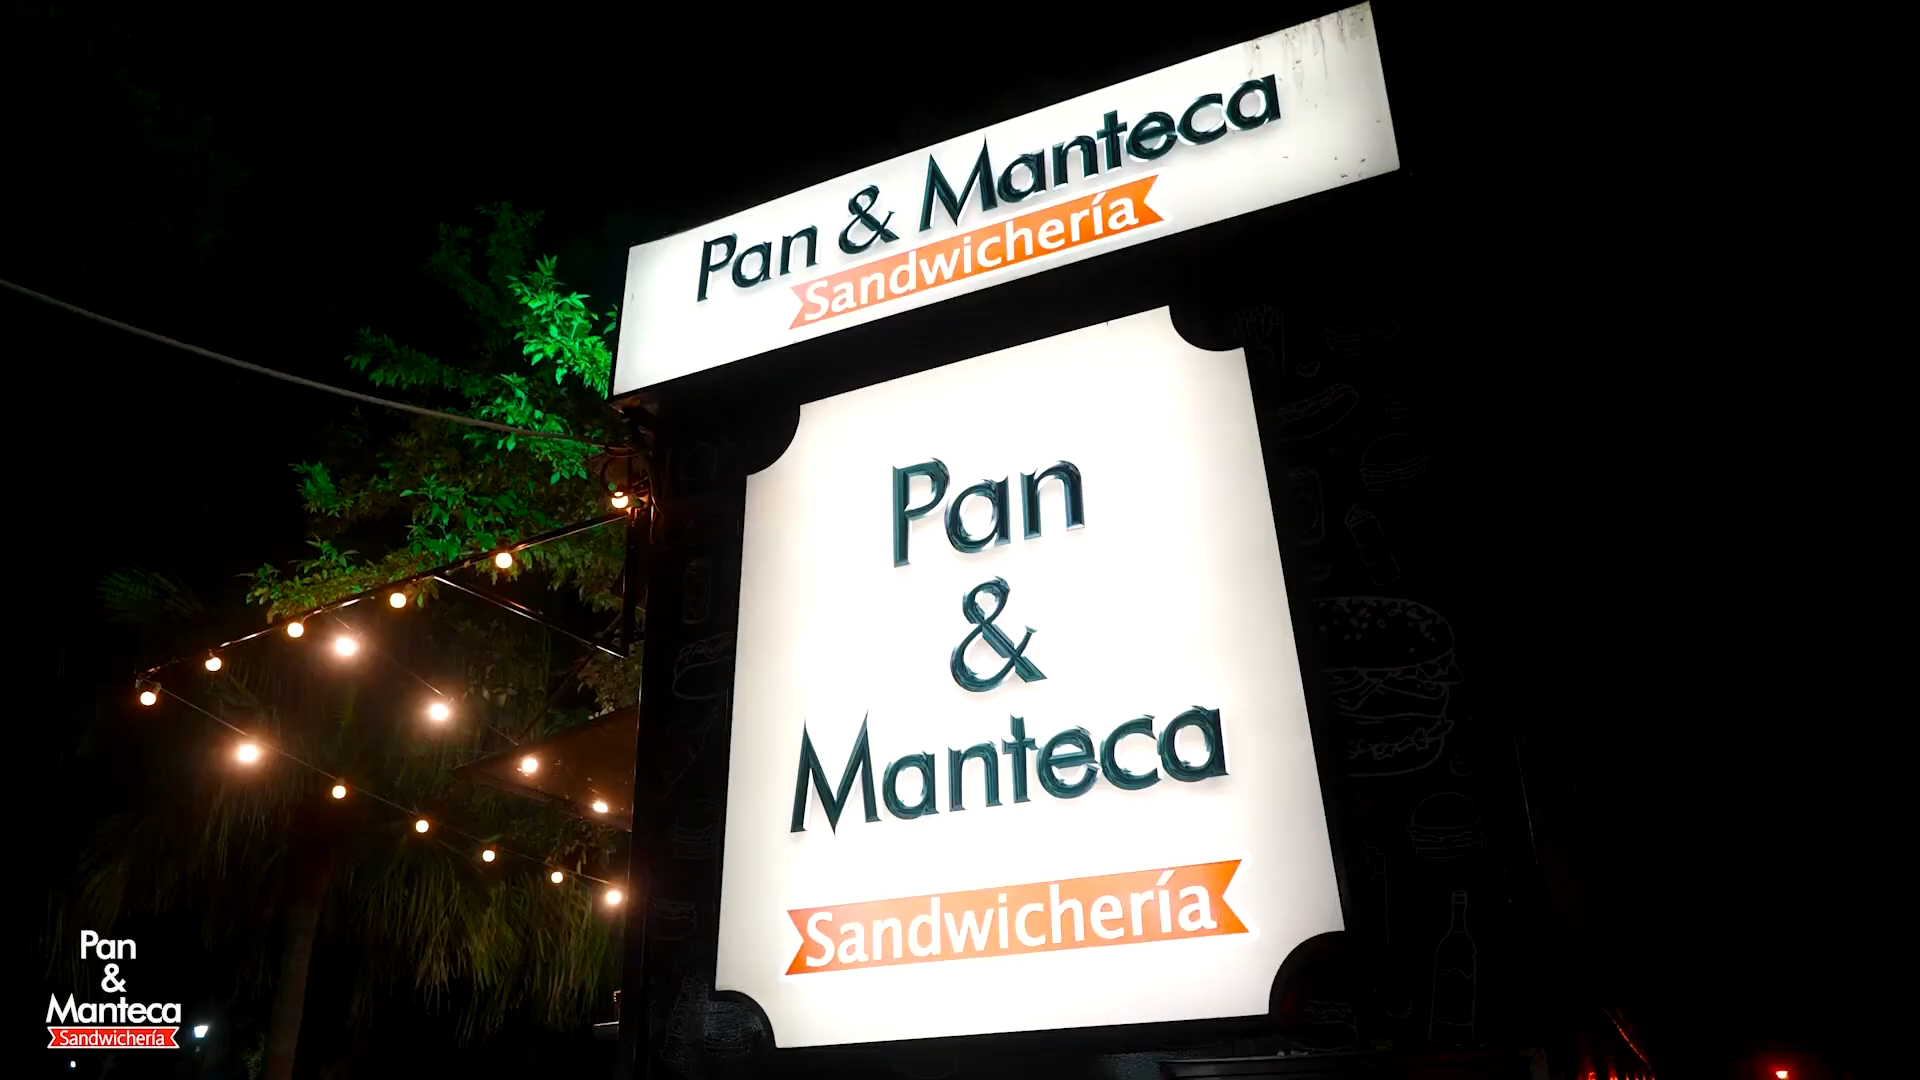 Pan & Manteca
Sandwichería
Pan
&
Manteca
Sandwichería
Pan
&
Manteca
Sandwichería